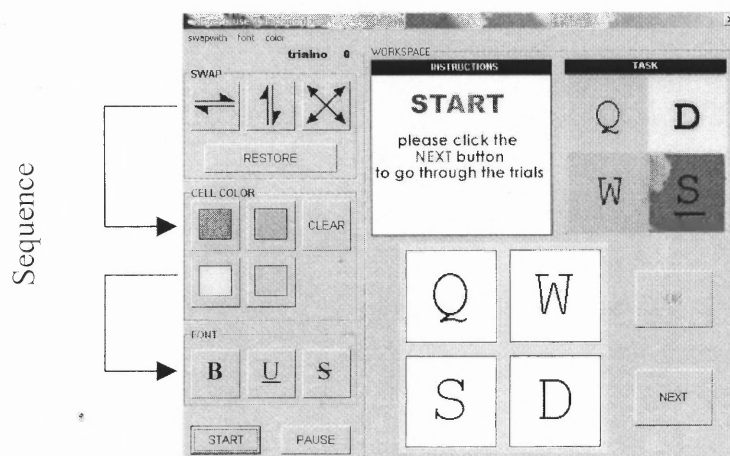 swapwith font color
trialno 0
SWAP
RESTORE
CELL COLOR
CLEAR
FONT
B U S
START PAUSE
Sequence
WORKSPACE
INSTRUCTIONS
START
please click the
NEXT button
to go through the trials
TASK
Q D
W S
Q W
S D
OK
NEXT